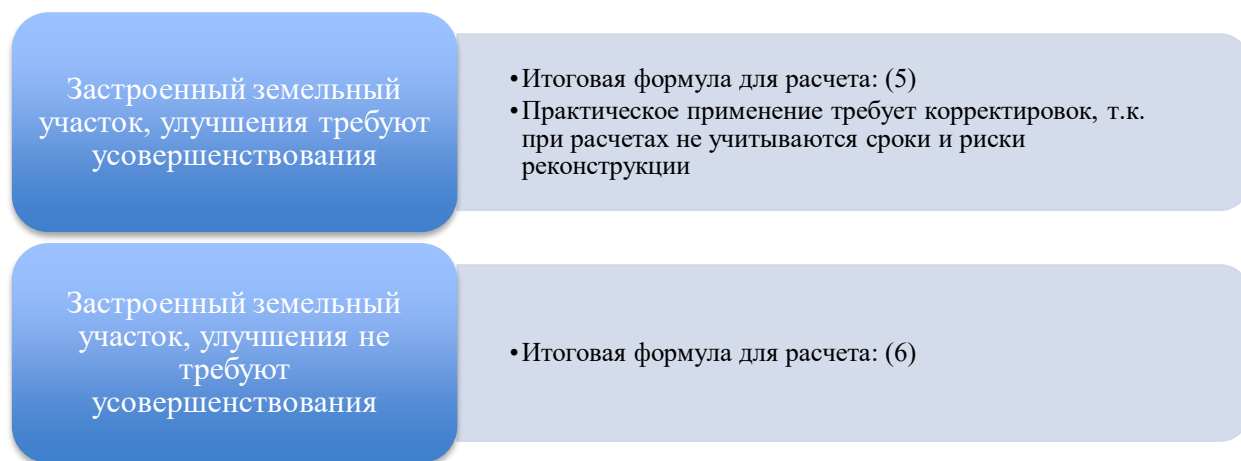 Застроенный земельный
участок, улучшения требуют
усовершенствования
•Итоговая формула для расчета: (5)
•Практическое применение требует корректировок, т.к.
при расчетах не учитываются сроки и риски
реконструкции
Застроенный земельный
участок, улучшения не
требуют
усовершенствования
•Итоговая формула для расчета: (6)